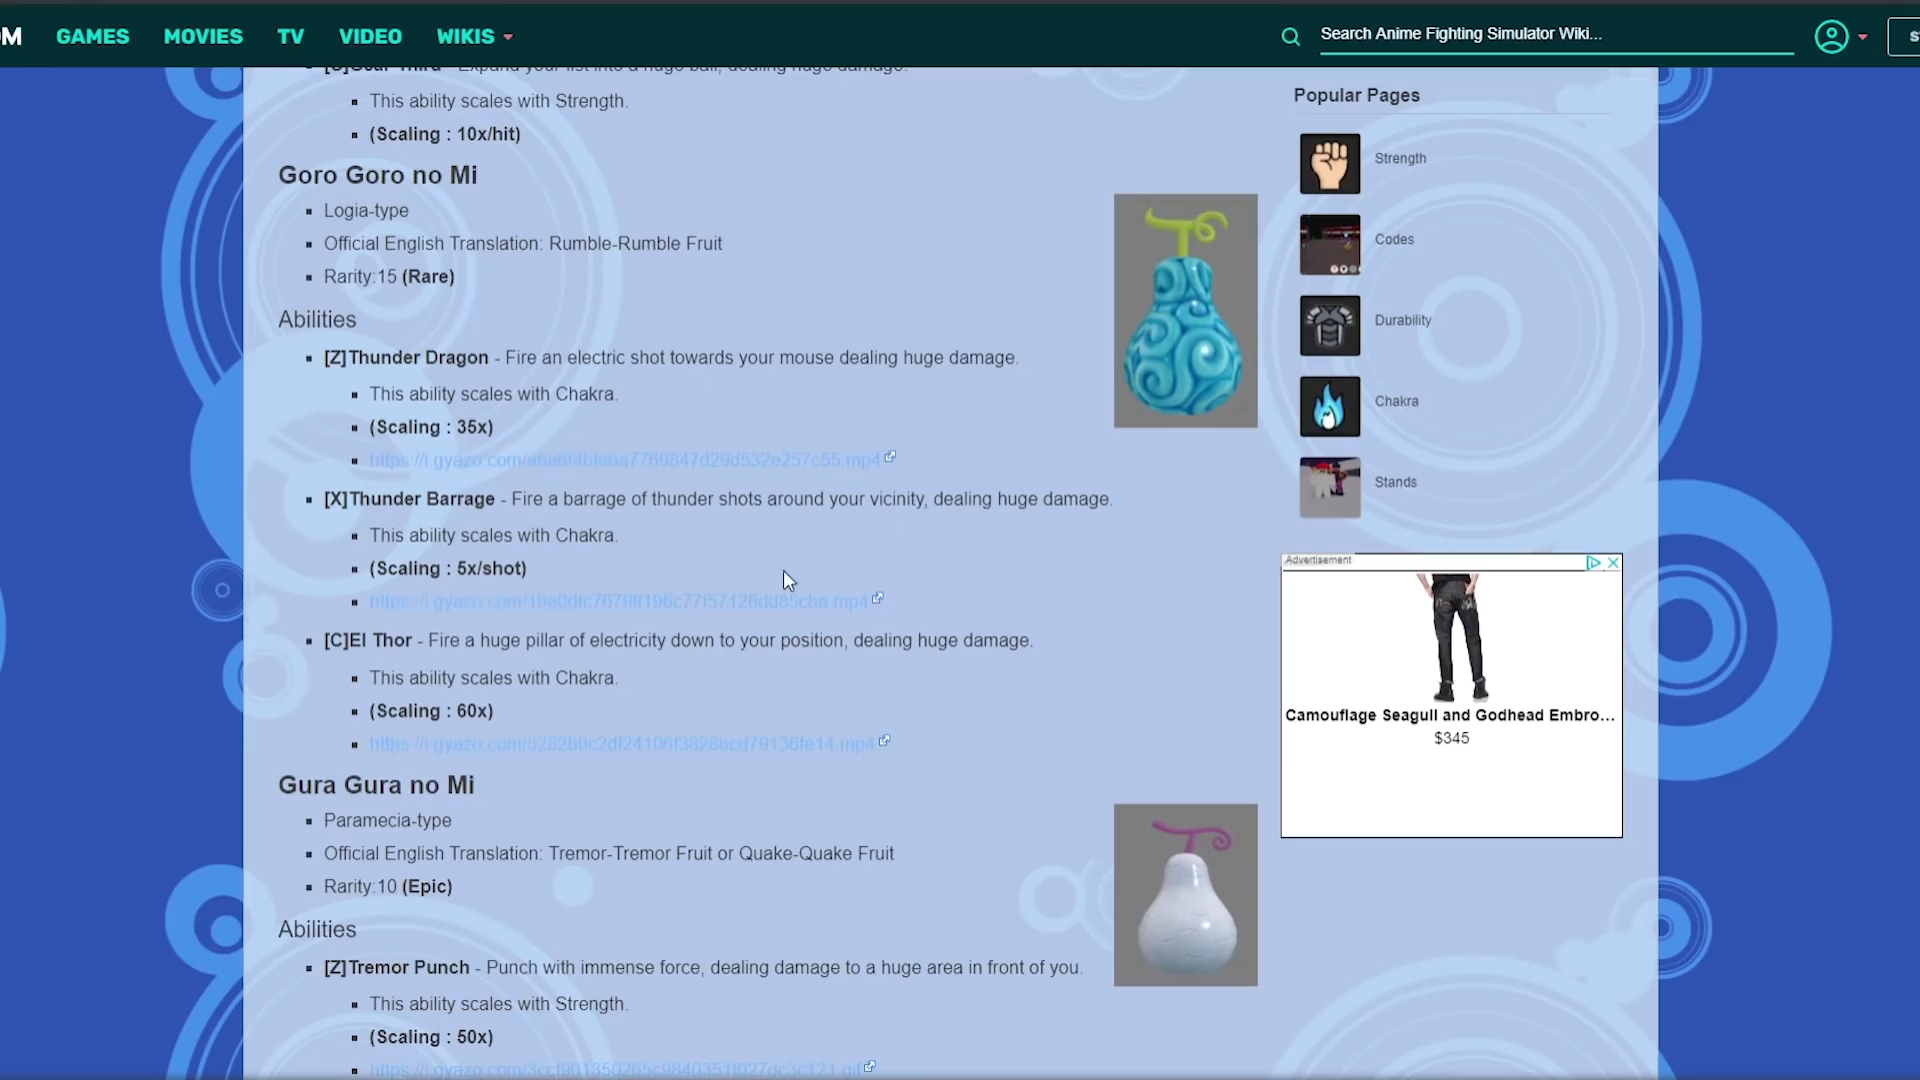 OM
GAMES
MOVIES
TV
VIDEO
WIKIS
Search Anime Fighting Simulator Wiki...
This ability scales with Strength.
(Scaling : 10x/hit)
Goro Goro no Mi
Logia-type
Official English Translation: Rumble-Rumble Fruit
Rarity:15 (Rare)
Abilities
[Z]Thunder Dragon - Fire an electric shot towards your mouse dealing huge damage.
This ability scales with Chakra.
(Scaling : 35x)
[X]Thunder Barrage - Fire a barrage of thunder shots around your vicinity, dealing huge damage.
This ability scales with Chakra.
(Scaling : 5x/shot)
[C]El Thor - Fire a huge pillar of electricity down to your position, dealing huge damage.
This ability scales with Chakra.
(Scaling : 60x)
Gura Gura no Mi
Paramecia-type
Official English Translation: Tremor-Tremor Fruit or Quake-Quake Fruit
Rarity:10 (Epic)
Abilities
[Z]Tremor Punch - Punch with immense force, dealing damage to a huge area in front of you.
This ability scales with Strength.
(Scaling : 50x)
Popular Pages
Strength
Codes
Durability
Chakra
Stands
Advertisement
Camouflage Seagull and Godhead Embro...
$345